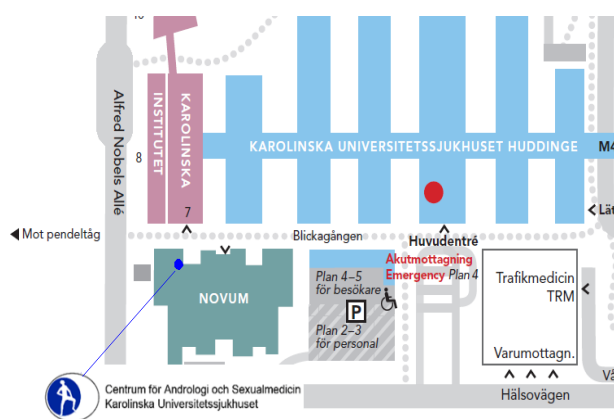 KAROLINSKA
INSTITUTET
Alfred Nobels Allé
8
7
KAROLINSKA UNIVERSITETSSJUKHUSET HUDDINGE
M4
Mot pendeltåg
Blickagången
Huvudentré
Akutmottagning
Emergency Plan 4
Plan 4–5
för besökare
P
Plan 2–3
för personal
NOVUM
Trafikmedicin
TRM
Varumottagn.
Hälsovägen
Centrum för Andrologi och Sexualmedicin
Karolinska Universitetssjukhuset